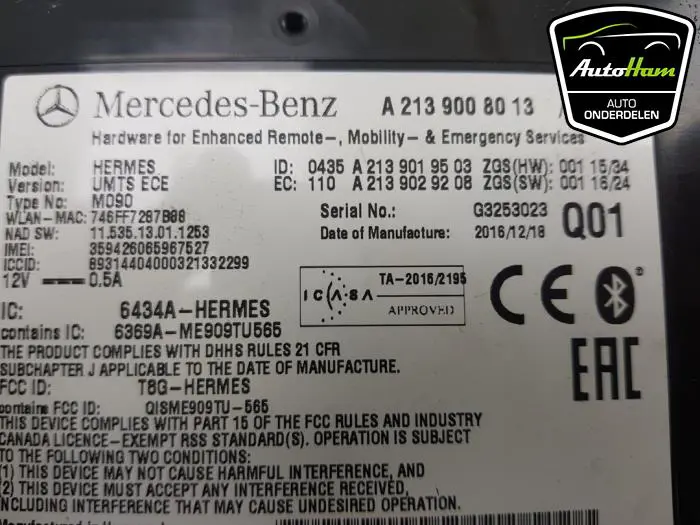 AutoHam
AUTO
ONDERDELEN
Mercedes-Benz A 213 900 80 13
Hardware for Enhanced Remote-, Mobility- & Emergency Services
Model: HERMES ID: 0435 A 213 901 95 03 ZGS(HW): 001 15/34
Version: UMTS ECE EC: 110 A 213 902 92 08 ZGS(SW): 001 16/24
Type No: M090
WLAN-MAC: 746FF7287B88 Serial No.: G3253023 Q01
NAD SW: 11.535.13.01.1253 Date of Manufacture: 2016/12/18
IMEI: 359426065967527
ICCID: 89314404000321332299
12V 0.5A
ICASA TA-2016/2195
APPROVED
CE
IC: 6434A-HERMES
contains IC: 6369A-ME909TU565
EAC
THE PRODUCT COMPLIES WITH DHHS RULES 21 CFR
SUBCHAPTER J APPLICABLE TO THE DATE OF MANUFACTURE.
FCC ID: T8G-HERMES
contains FCC ID: QISME909TU-565
THIS DEVICE COMPLIES WITH PART 15 OF THE FCC RULES AND INDUSTRY
CANADA LICENCE-EXEMPT RSS STANDARD(S). OPERATION IS SUBJECT
TO THE FOLLOWING TWO CONDITIONS:
(1) THIS DEVICE MAY NOT CAUSE HARMFUL INTERFERENCE, AND
(2) THIS DEVICE MUST ACCEPT ANY INTERFERENCE RECEIVED,
INCLUDING INTERFERENCE THAT MAY CAUSE UNDESIRED OPERATION.